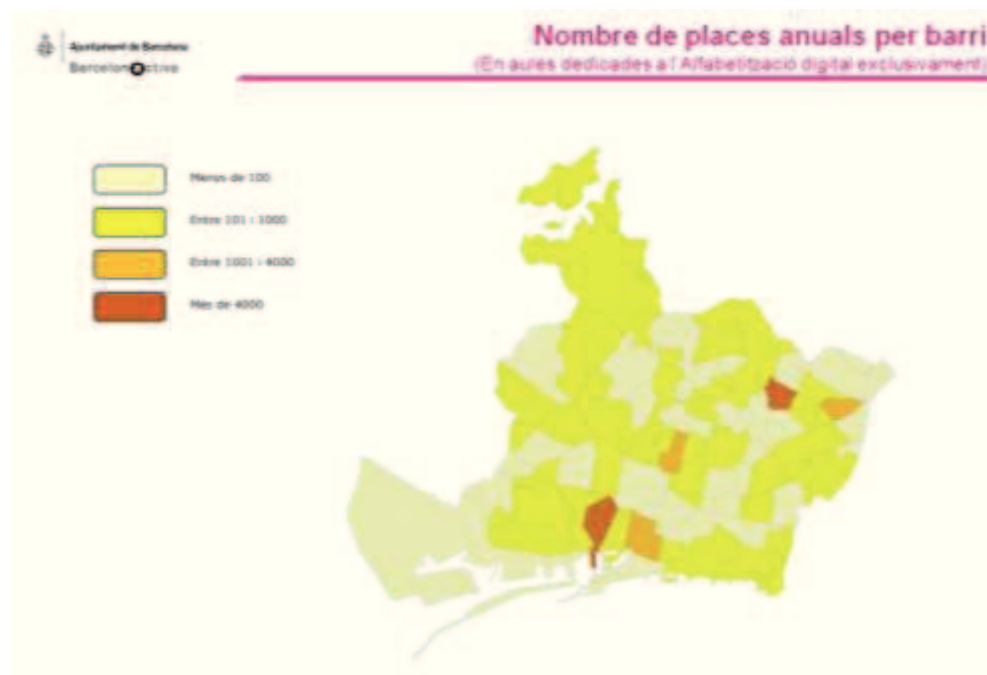 Ajuntament de Barcelona
Barcelona activa
Nombre de places anuals per barri
(En aules dedicades a l'Alfabetització digital exclusivament)
Menys de 100
Entre 101 i 1000
Entre 1001 i 4000
Més de 4000